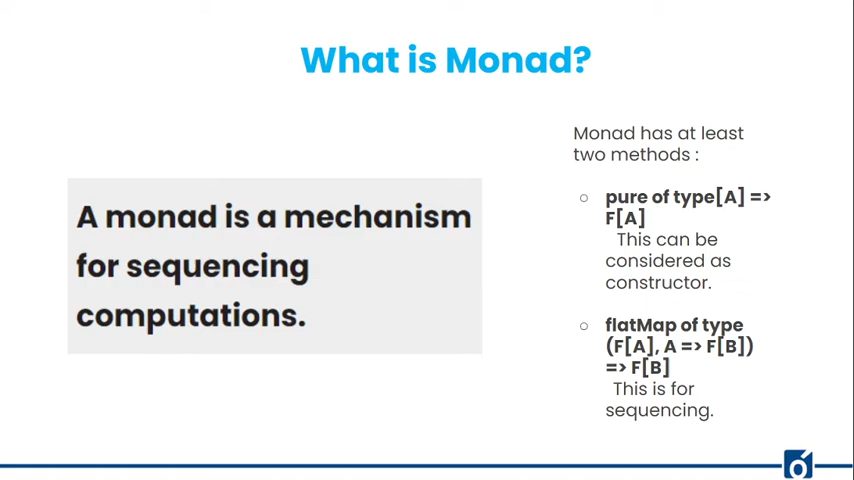 What is Monad?
A monad is a mechanism
for sequencing
computations.
Monad has at least
two methods :
○ pure of type[A] =>
F[A]
This can be
considered as
constructor.
○ flatMap of type
(F[A], A => F[B])
=> F[B]
This is for
sequencing.